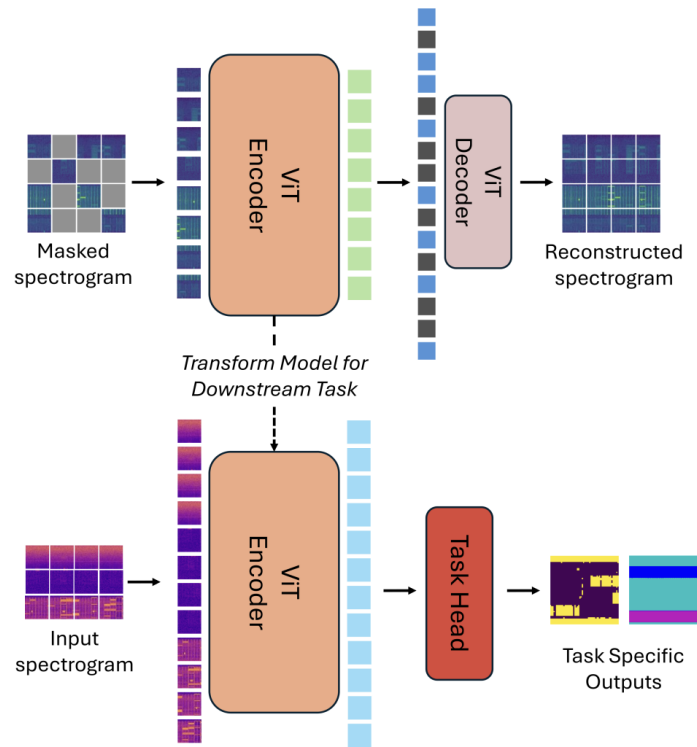 ViT
Encoder
ViT
Decoder
Masked
spectrogram
Reconstructed
spectrogram
Transform Model for
Downstream Task
ViT
Encoder
Task Head
Input
spectrogram
Task Specific
Outputs